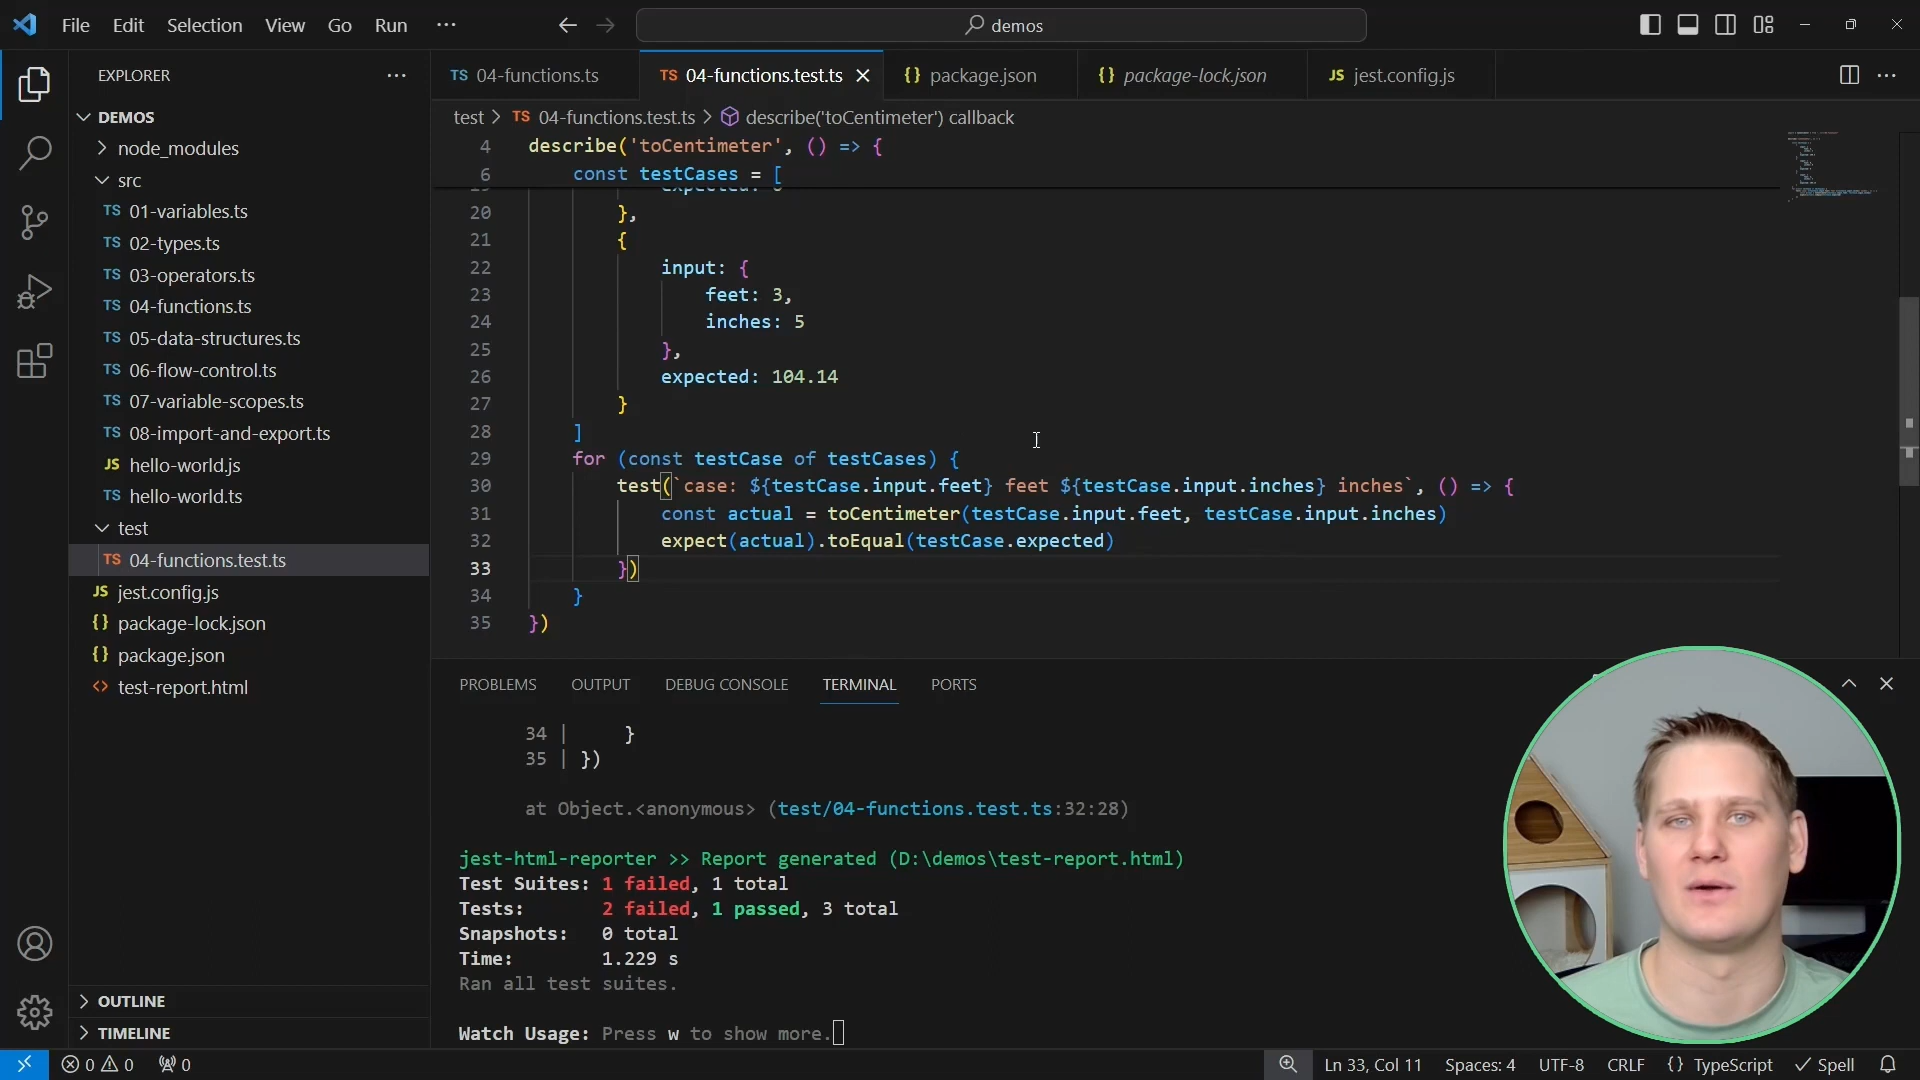 File Edit Selection View Go Run ··· demos
EXPLORER
DEMOS
node_modules
src
TS 01-variables.ts
TS 02-types.ts
TS 03-operators.ts
TS 04-functions.ts
TS 05-data-structures.ts
TS 06-flow-control.ts
TS 07-variable-scopes.ts
TS 08-import-and-export.ts
JS hello-world.js
TS hello-world.ts
test
TS 04-functions.test.ts
JS jest.config.js
{} package-lock.json
{} package.json
<> test-report.html
OUTLINE
TIMELINE
TS 04-functions.ts TS 04-functions.test.ts {} package.json {} package-lock.json JS jest.config.js
test > TS 04-functions.test.ts > describe('toCentimeter') callback
4 describe('toCentimeter', () => {
6 const testCases = [
20 },
21 {
22 input: {
23 feet: 3,
24 inches: 5
25 },
26 expected: 104.14
27 }
28 ]
29 for (const testCase of testCases) {
30 test(`case: ${testCase.input.feet} feet ${testCase.input.inches} inches`, () => {
31 const actual = toCentimeter(testCase.input.feet, testCase.input.inches)
32 expect(actual).toEqual(testCase.expected)
33 })
34 }
35 })
PROBLEMS OUTPUT DEBUG CONSOLE TERMINAL PORTS
34 | }
35 | })
at Object.<anonymous> (test/04-functions.test.ts:32:28)
jest-html-reporter >> Report generated (D:\demos\test-report.html)
Test Suites: 1 failed, 1 total
Tests: 2 failed, 1 passed, 3 total
Snapshots: 0 total
Time: 1.229 s
Ran all test suites.
Watch Usage: Press w to show more.
0 0 0 Ln 33, Col 11 Spaces: 4 UTF-8 CRLF {} TypeScript Spell